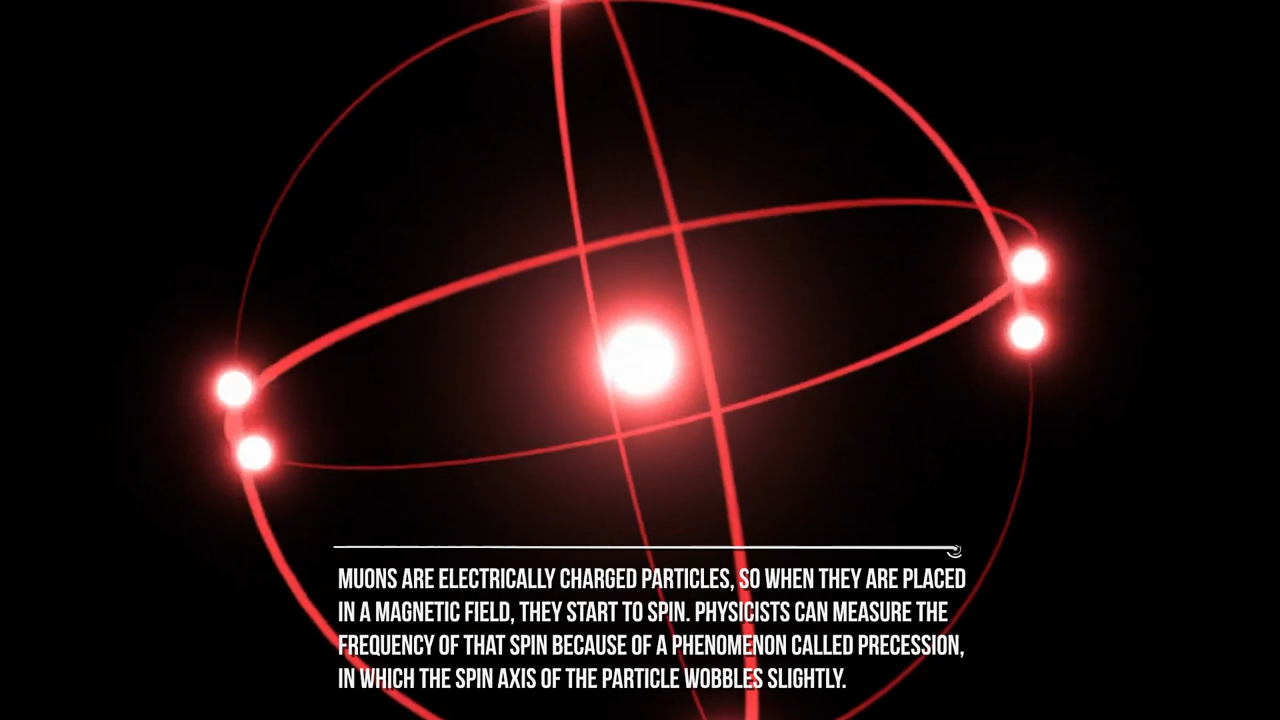 MUONS ARE ELECTRICALLY CHARGED PARTICLES, SO WHEN THEY ARE PLACED
IN A MAGNETIC FIELD, THEY START TO SPIN. PHYSICISTS CAN MEASURE THE
FREQUENCY OF THAT SPIN BECAUSE OF A PHENOMENON CALLED PRECESSION,
IN WHICH THE SPIN AXIS OF THE PARTICLE WOBBLES SLIGHTLY.